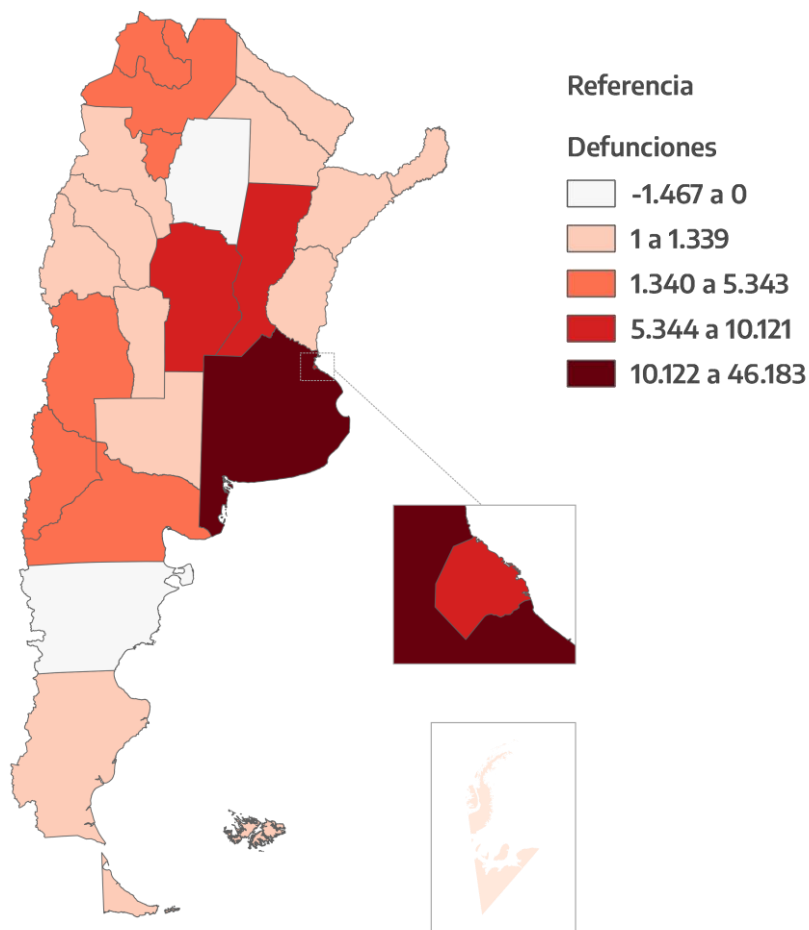 Referencia
Defunciones
-1.467 a 0
1 a 1.339
1.340 a 5.343
5.344 a 10.121
10.122 a 46.183